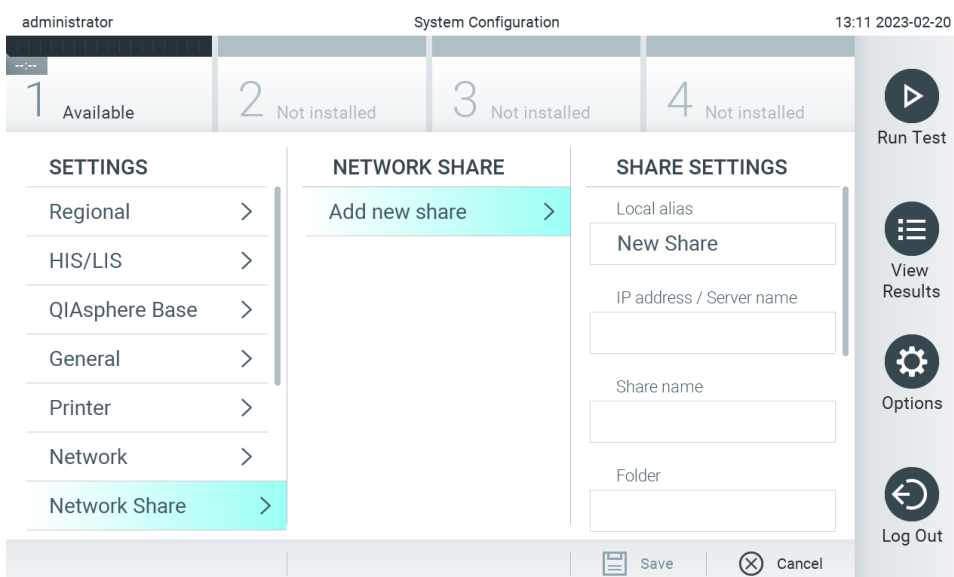 administrator
System Configuration
13:11 2023-02-20
--:--
1 Available
2 Not installed
3 Not installed
4 Not installed
Run Test
View
Results
Options
Log Out
SETTINGS
Regional
HIS/LIS
QIAsphere Base
General
Printer
Network
Network Share
NETWORK SHARE
Add new share
SHARE SETTINGS
Local alias
New Share
IP address / Server name
Share name
Folder
Save
Cancel